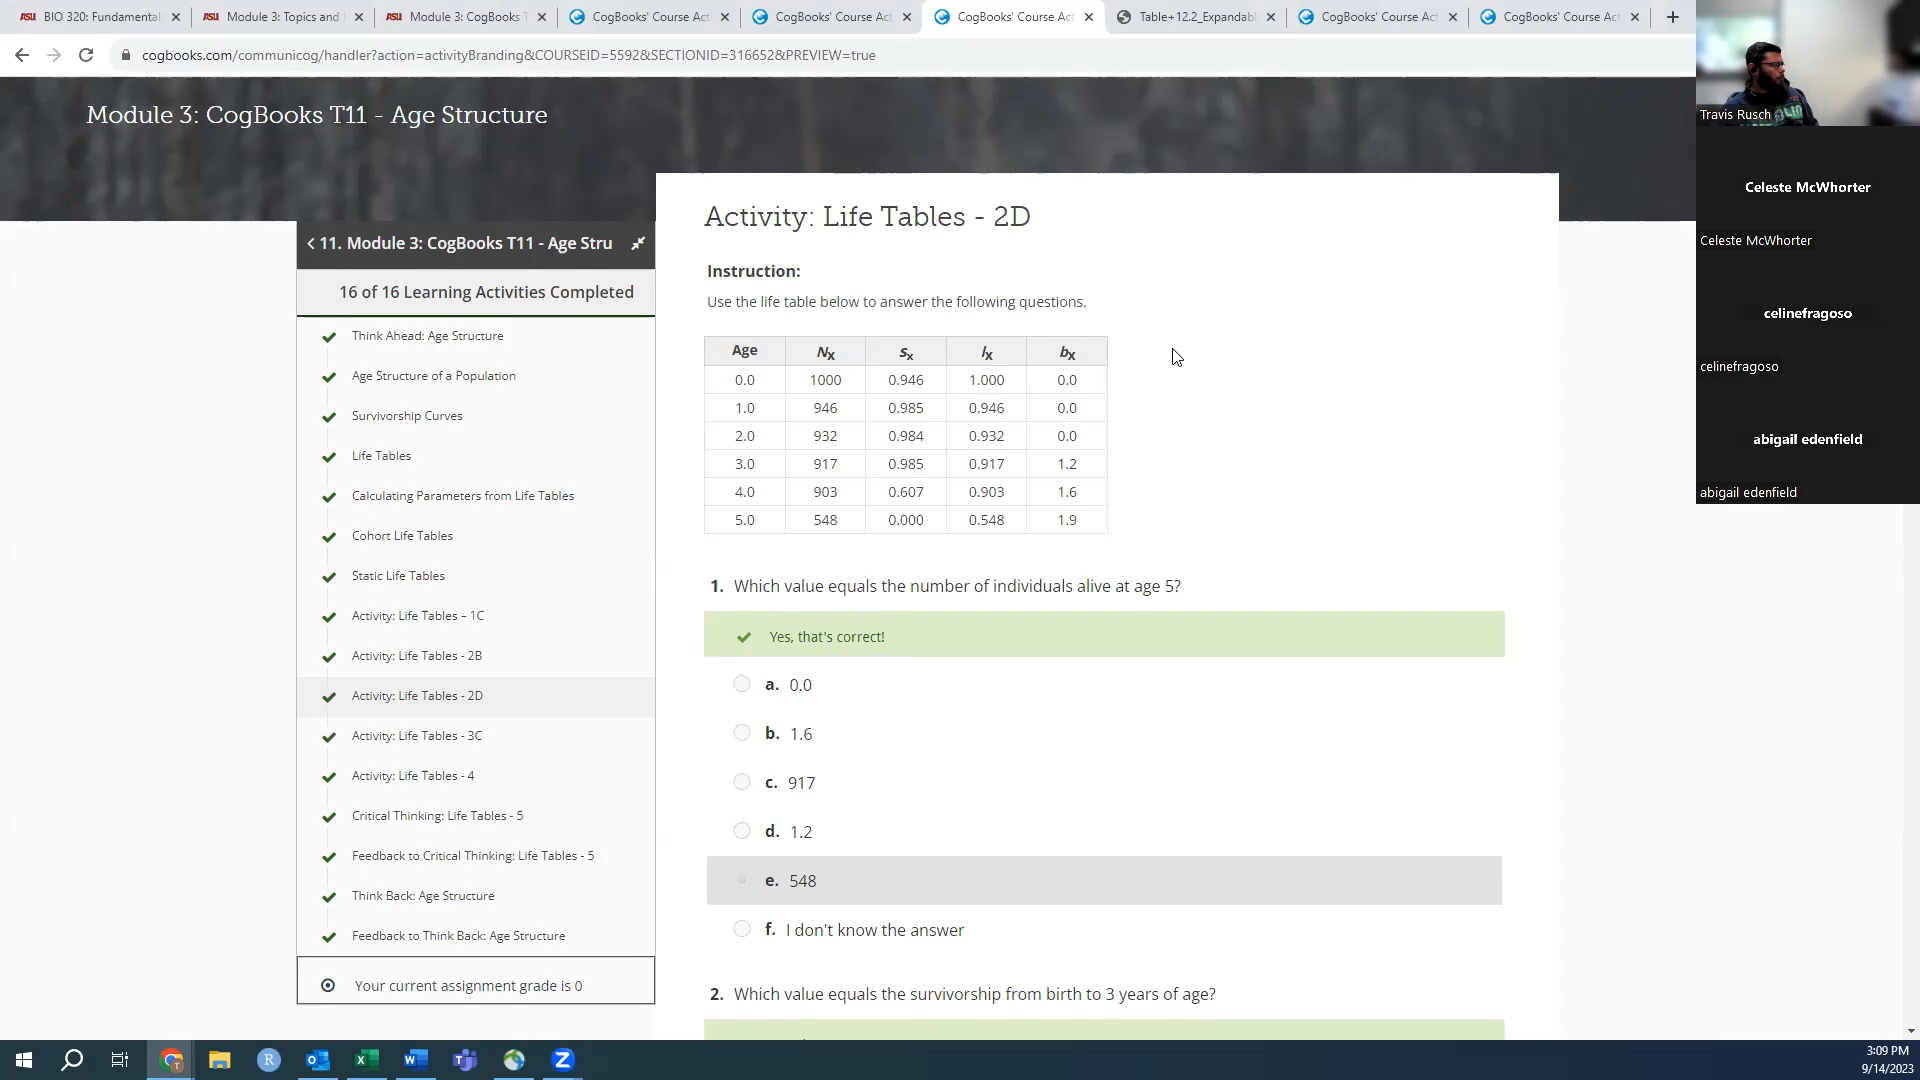 BIO 320: Fundamental
Module 3: Topics and
Module 3: CogBooks T
CogBooks' Course Act
CogBooks' Course Act
CogBooks' Course Act
Table+12.2_Expandab
CogBooks' Course Act
CogBooks' Course Act
cogbooks.com/communicog/handler?action=activityBranding&COURSEID=5592&SECTIONID=316652&PREVIEW=true
Module 3: CogBooks T11 - Age Structure
11. Module 3: CogBooks T11 - Age Stru
16 of 16 Learning Activities Completed
Think Ahead: Age Structure
Age Structure of a Population
Survivorship Curves
Life Tables
Calculating Parameters from Life Tables
Cohort Life Tables
Static Life Tables
Activity: Life Tables – 1C
Activity: Life Tables - 2B
Activity: Life Tables - 2D
Activity: Life Tables - 3C
Activity: Life Tables - 4
Critical Thinking: Life Tables - 5
Feedback to Critical Thinking: Life Tables - 5
Think Back: Age Structure
Feedback to Think Back: Age Structure
Your current assignment grade is 0
Activity: Life Tables - 2D
Instruction:
Use the life table below to answer the following questions.
Age Nx Sx lx bx
0.0 1000 0.946 1.000 0.0
1.0 946 0.985 0.946 0.0
2.0 932 0.984 0.932 0.0
3.0 917 0.985 0.917 1.2
4.0 903 0.607 0.903 1.6
5.0 548 0.000 0.548 1.9
1. Which value equals the number of individuals alive at age 5?
Yes, that's correct!
a. 0.0
b. 1.6
c. 917
d. 1.2
e. 548
f. I don't know the answer
2. Which value equals the survivorship from birth to 3 years of age?
Travis Rusch
Celeste McWhorter
Celeste McWhorter
celinefragoso
celinefragoso
abigail edenfield
abigail edenfield
3:09 PM
9/14/2023